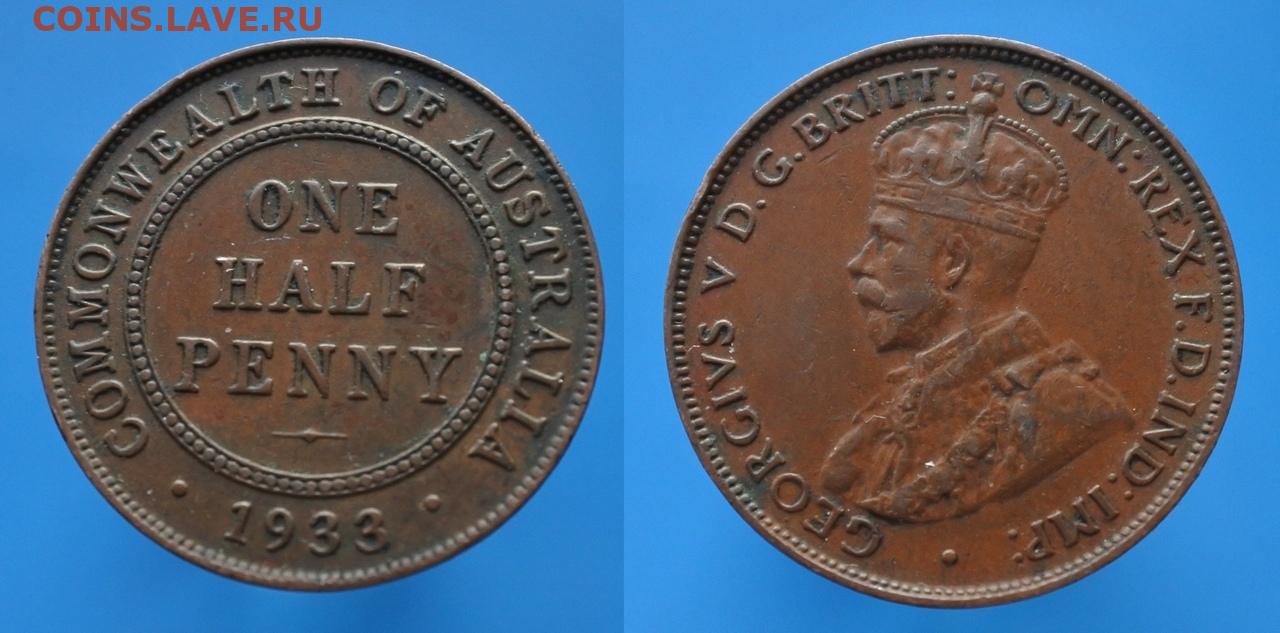 COINS.LAVE.RU
COMMONWEALTH OF AUSTRALIA
ONE
HALF
PENNY
· 1933 ·
GEORGIVS V D.G.BRITT: OMN:REX F.D.IND:IMP: ·